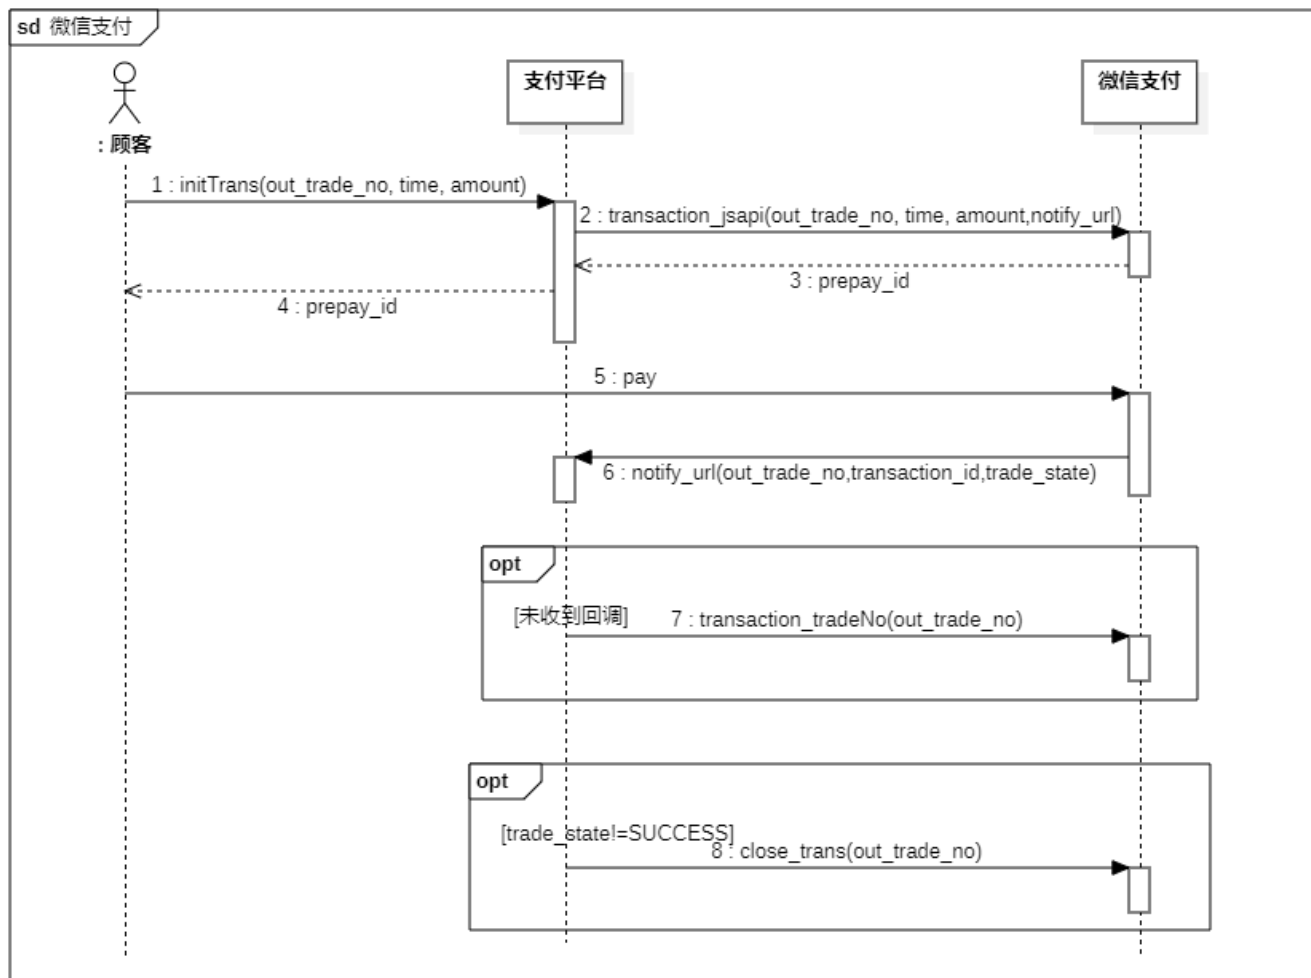 sd 微信支付
支付平台
微信支付
: 顾客
1 : initTrans(out_trade_no, time, amount)
2 : transaction_jsapi(out_trade_no, time, amount,notify_url)
3 : prepay_id
4 : prepay_id
5 : pay
6 : notify_url(out_trade_no,transaction_id,trade_state)
opt
[未收到回调]
7 : transaction_tradeNo(out_trade_no)
opt
[trade_state!=SUCCESS]
8 : close_trans(out_trade_no)